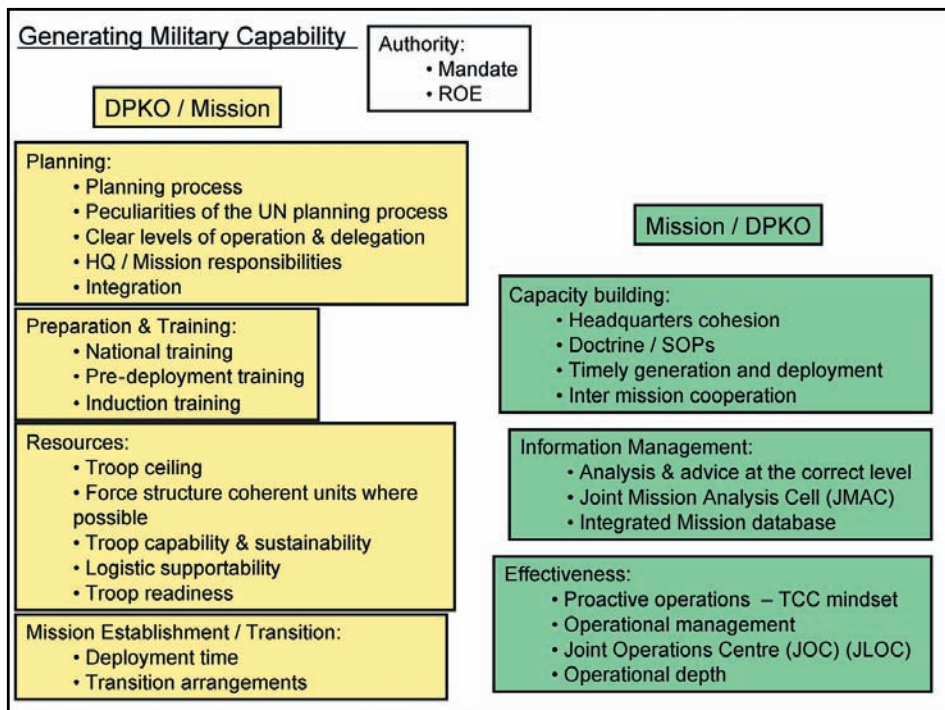 Generating Military Capability
Authority:
• Mandate
• ROE
DPKO / Mission
Planning:
• Planning process
• Peculiarities of the UN planning process
• Clear levels of operation & delegation
• HQ / Mission responsibilities
• Integration
Preparation & Training:
• National training
• Pre-deployment training
• Induction training
Resources:
• Troop ceiling
• Force structure coherent units where
possible
• Troop capability & sustainability
• Logistic supportability
• Troop readiness
Mission Establishment / Transition:
• Deployment time
• Transition arrangements
Mission / DPKO
Capacity building:
• Headquarters cohesion
• Doctrine / SOPs
• Timely generation and deployment
• Inter mission cooperation
Information Management:
• Analysis & advice at the correct level
• Joint Mission Analysis Cell (JMAC)
• Integrated Mission database
Effectiveness:
• Proactive operations – TCC mindset
• Operational management
• Joint Operations Centre (JOC) (JLOC)
• Operational depth